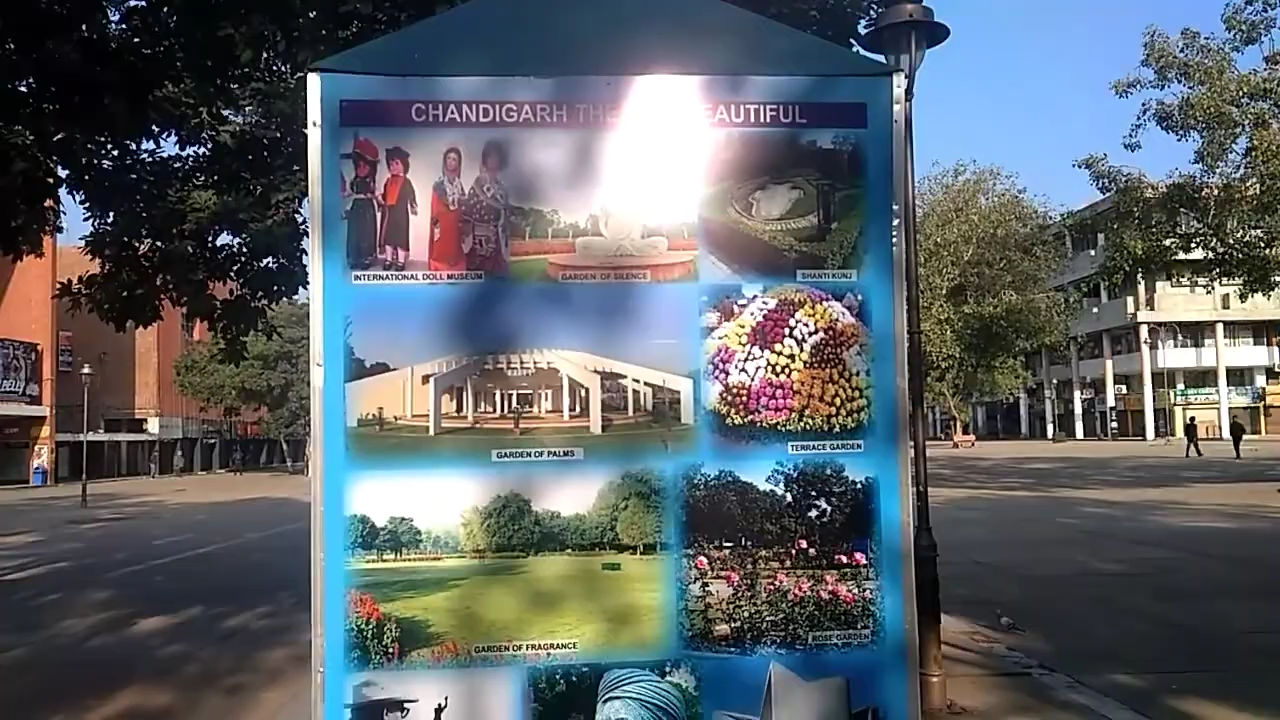 CHANDIGARH THE EAUTIFUL
INTERNATIONAL DOLL MUSEUM
GARDEN OF SILENCE
SHANTI KUNJ
GARDEN OF PALMS
TERRACE GARDEN
GARDEN OF FRAGRANCE
ROSE GARDEN
BELLY